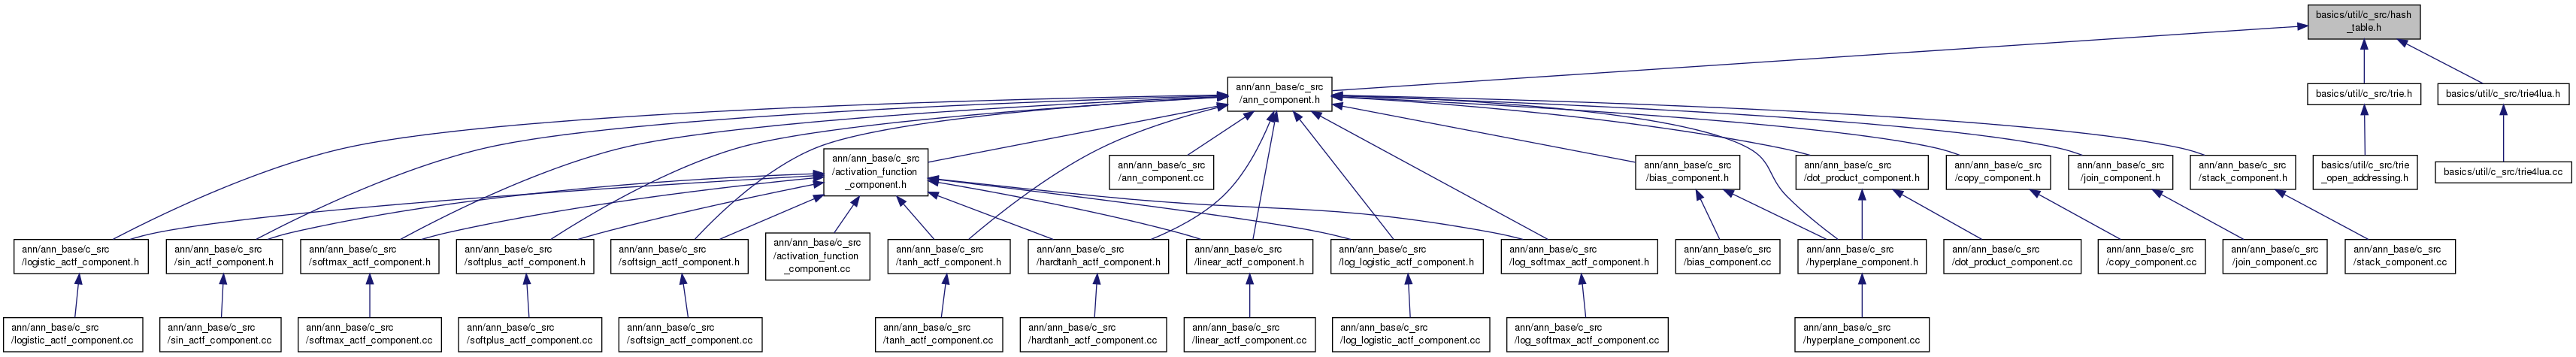 basics/util/c_src/hash
_table.h
ann/ann_base/c_src
/ann_component.h
basics/util/c_src/trie.h
basics/util/c_src/trie4lua.h
ann/ann_base/c_src
/activation_function
_component.h
ann/ann_base/c_src
/ann_component.cc
ann/ann_base/c_src
/bias_component.h
ann/ann_base/c_src
/dot_product_component.h
ann/ann_base/c_src
/copy_component.h
ann/ann_base/c_src
/join_component.h
ann/ann_base/c_src
/stack_component.h
basics/util/c_src/trie
_open_addressing.h
basics/util/c_src/trie4lua.cc
ann/ann_base/c_src
/logistic_actf_component.h
ann/ann_base/c_src
/sin_actf_component.h
ann/ann_base/c_src
/softmax_actf_component.h
ann/ann_base/c_src
/softplus_actf_component.h
ann/ann_base/c_src
/softsign_actf_component.h
ann/ann_base/c_src
/activation_function
_component.cc
ann/ann_base/c_src
/tanh_actf_component.h
ann/ann_base/c_src
/hardtanh_actf_component.h
ann/ann_base/c_src
/linear_actf_component.h
ann/ann_base/c_src
/log_logistic_actf_component.h
ann/ann_base/c_src
/log_softmax_actf_component.h
ann/ann_base/c_src
/bias_component.cc
ann/ann_base/c_src
/hyperplane_component.h
ann/ann_base/c_src
/dot_product_component.cc
ann/ann_base/c_src
/copy_component.cc
ann/ann_base/c_src
/join_component.cc
ann/ann_base/c_src
/stack_component.cc
ann/ann_base/c_src
/logistic_actf_component.cc
ann/ann_base/c_src
/sin_actf_component.cc
ann/ann_base/c_src
/softmax_actf_component.cc
ann/ann_base/c_src
/softplus_actf_component.cc
ann/ann_base/c_src
/softsign_actf_component.cc
ann/ann_base/c_src
/tanh_actf_component.cc
ann/ann_base/c_src
/hardtanh_actf_component.cc
ann/ann_base/c_src
/linear_actf_component.cc
ann/ann_base/c_src
/log_logistic_actf_component.cc
ann/ann_base/c_src
/log_softmax_actf_component.cc
ann/ann_base/c_src
/hyperplane_component.cc